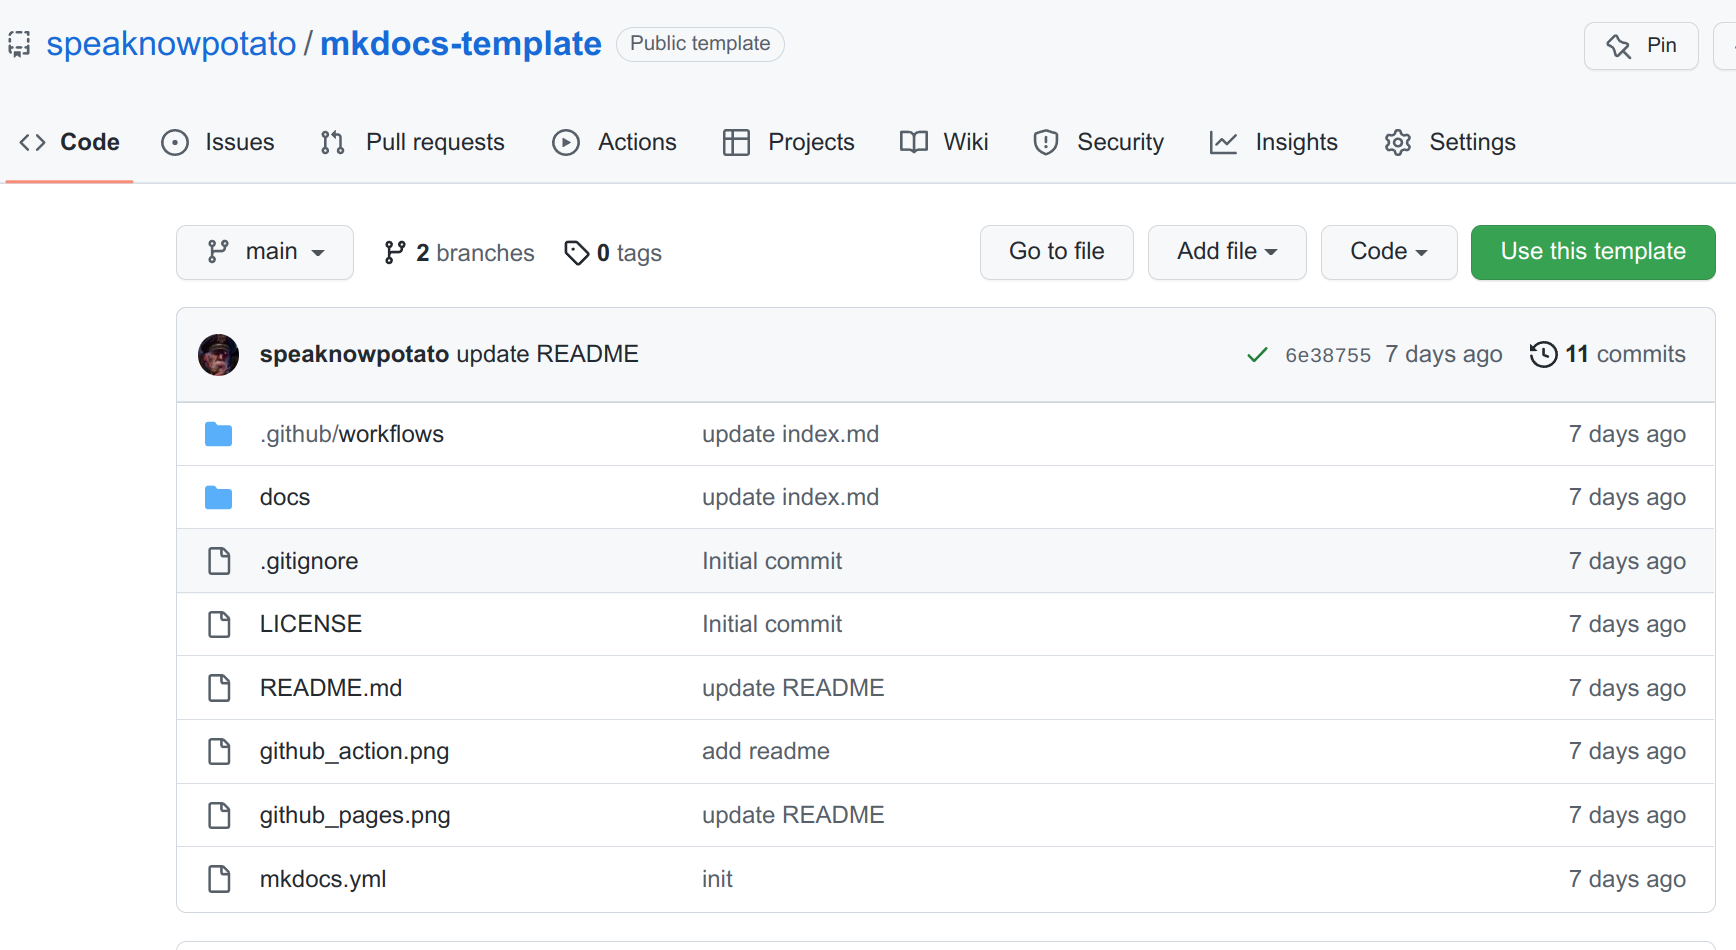 speaknowpotato / mkdocs-template Public template Pin
Code Issues Pull requests Actions Projects Wiki Security Insights Settings
main 2 branches 0 tags Go to file Add file Code Use this template
speaknowpotato update README 6e38755 7 days ago 11 commits
.github/workflows update index.md 7 days ago
docs update index.md 7 days ago
.gitignore Initial commit 7 days ago
LICENSE Initial commit 7 days ago
README.md update README 7 days ago
github_action.png add readme 7 days ago
github_pages.png update README 7 days ago
mkdocs.yml init 7 days ago